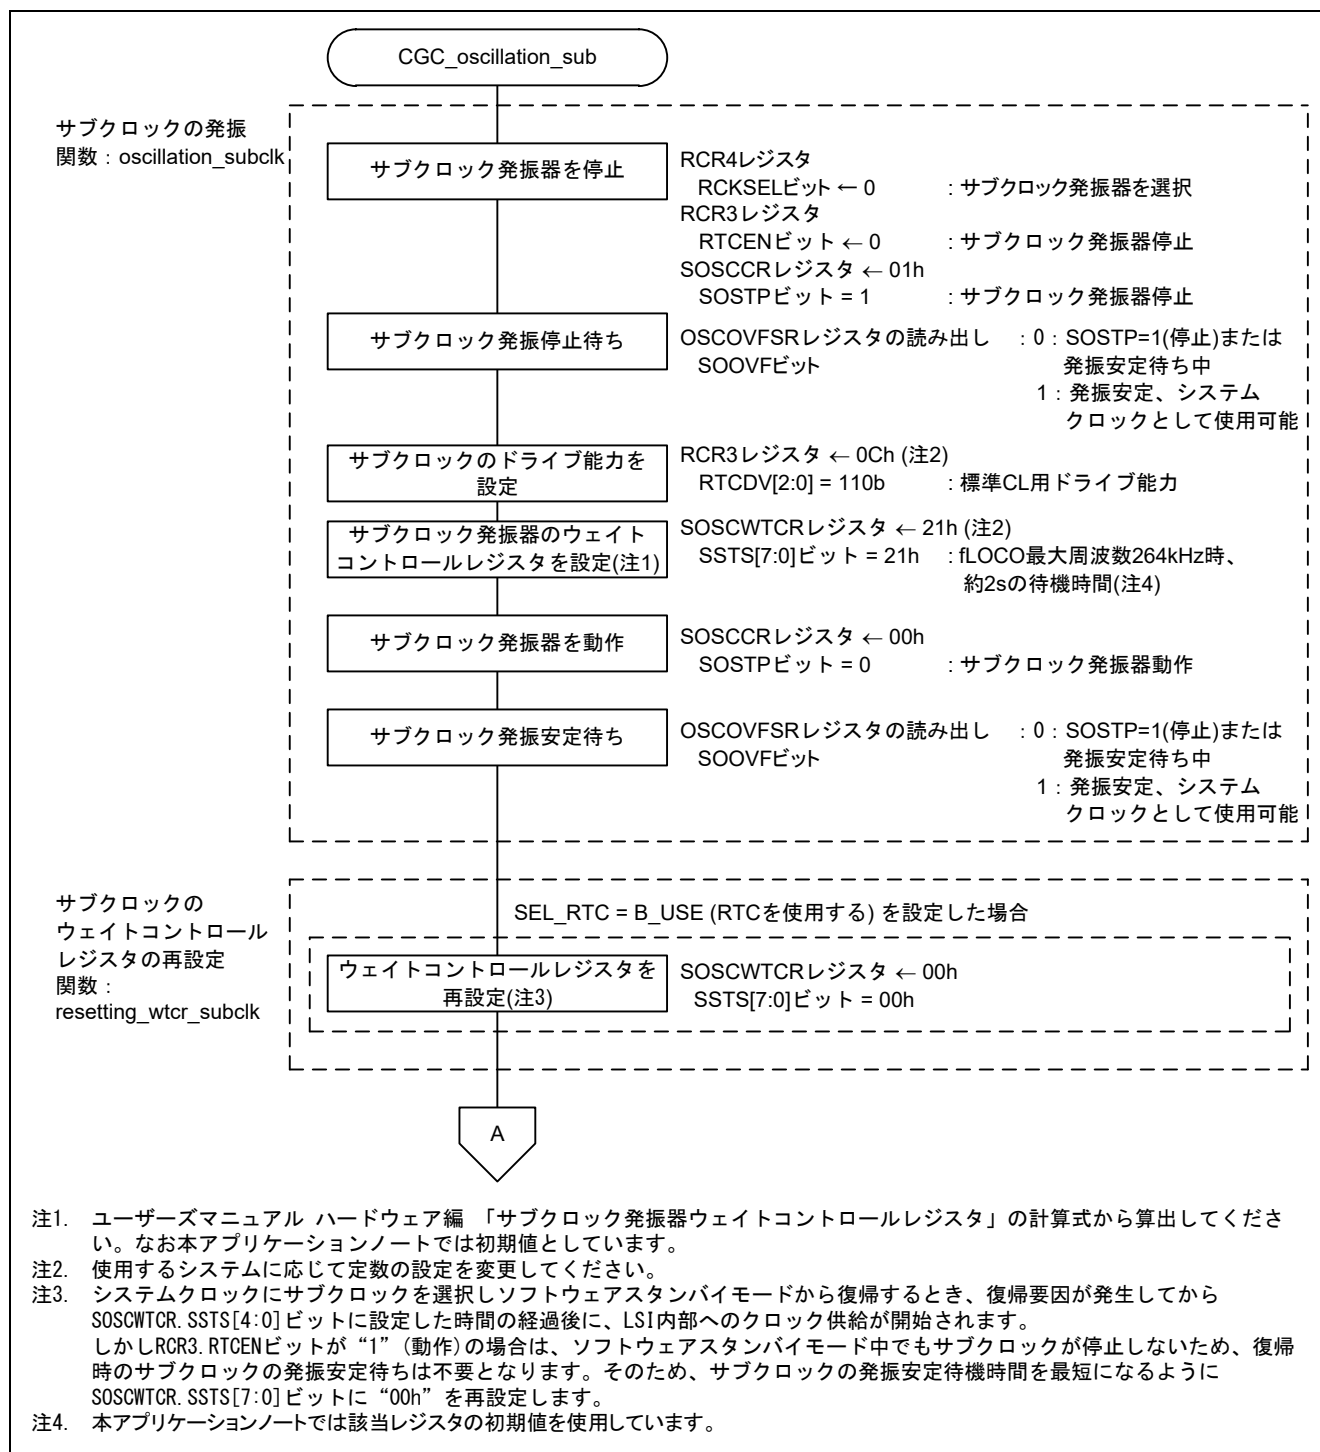 CGC_oscillation_sub
サブクロックの発振
関数：oscillation_subclk
サブクロック発振器を停止
RCR4レジスタ
RCKSELビット ← 0 : サブクロック発振器を選択
RCR3レジスタ
RTCENビット ← 0 : サブクロック発振器停止
SOSCCRレジスタ ← 01h
SOSTPビット = 1 : サブクロック発振器停止
サブクロック発振停止待ち
OSCOVFSRレジスタの読み出し : 0：SOSTP=1(停止)または
SOOVFビット 発振安定待ち中
1：発振安定、システム
クロックとして使用可能
サブクロックのドライブ能力を
設定
RCR3レジスタ ← 0Ch (注2)
RTCDV[2:0] = 110b : 標準CL用ドライブ能力
サブクロック発振器のウェイト
コントロールレジスタを設定(注1)
SOSCWTCRレジスタ ← 21h (注2)
SSTS[7:0]ビット = 21h : fLOCO最大周波数264kHz時、
約2sの待機時間(注4)
サブクロック発振器を動作
SOSCCRレジスタ ← 00h
SOSTPビット = 0 : サブクロック発振器動作
サブクロック発振安定待ち
OSCOVFSRレジスタの読み出し : 0：SOSTP=1(停止)または
SOOVFビット 発振安定待ち中
1：発振安定、システム
クロックとして使用可能
サブクロックの
ウェイトコントロール
レジスタの再設定
関数：
resetting_wtcr_subclk
SEL_RTC = B_USE (RTCを使用する) を設定した場合
ウェイトコントロールレジスタを
再設定(注3)
SOSCWTCRレジスタ ← 00h
SSTS[7:0]ビット = 00h
A
注1. ユーザーズマニュアル ハードウェア編 「サブクロック発振器ウェイトコントロールレジスタ」の計算式から算出してくださ
い。なお本アプリケーションノートでは初期値としています。
注2. 使用するシステムに応じて定数の設定を変更してください。
注3. システムクロックにサブクロックを選択しソフトウェアスタンバイモードから復帰するとき、復帰要因が発生してから
SOSCWTCR.SSTS[4:0]ビットに設定した時間の経過後に、LSI内部へのクロック供給が開始されます。
しかしRCR3.RTCENビットが“1”(動作)の場合は、ソフトウェアスタンバイモード中でもサブクロックが停止しないため、復帰
時のサブクロックの発振安定待ちは不要となります。そのため、サブクロックの発振安定待機時間を最短になるように
SOSCWTCR.SSTS[7:0]ビットに“00h”を再設定します。
注4. 本アプリケーションノートでは該当レジスタの初期値を使用しています。